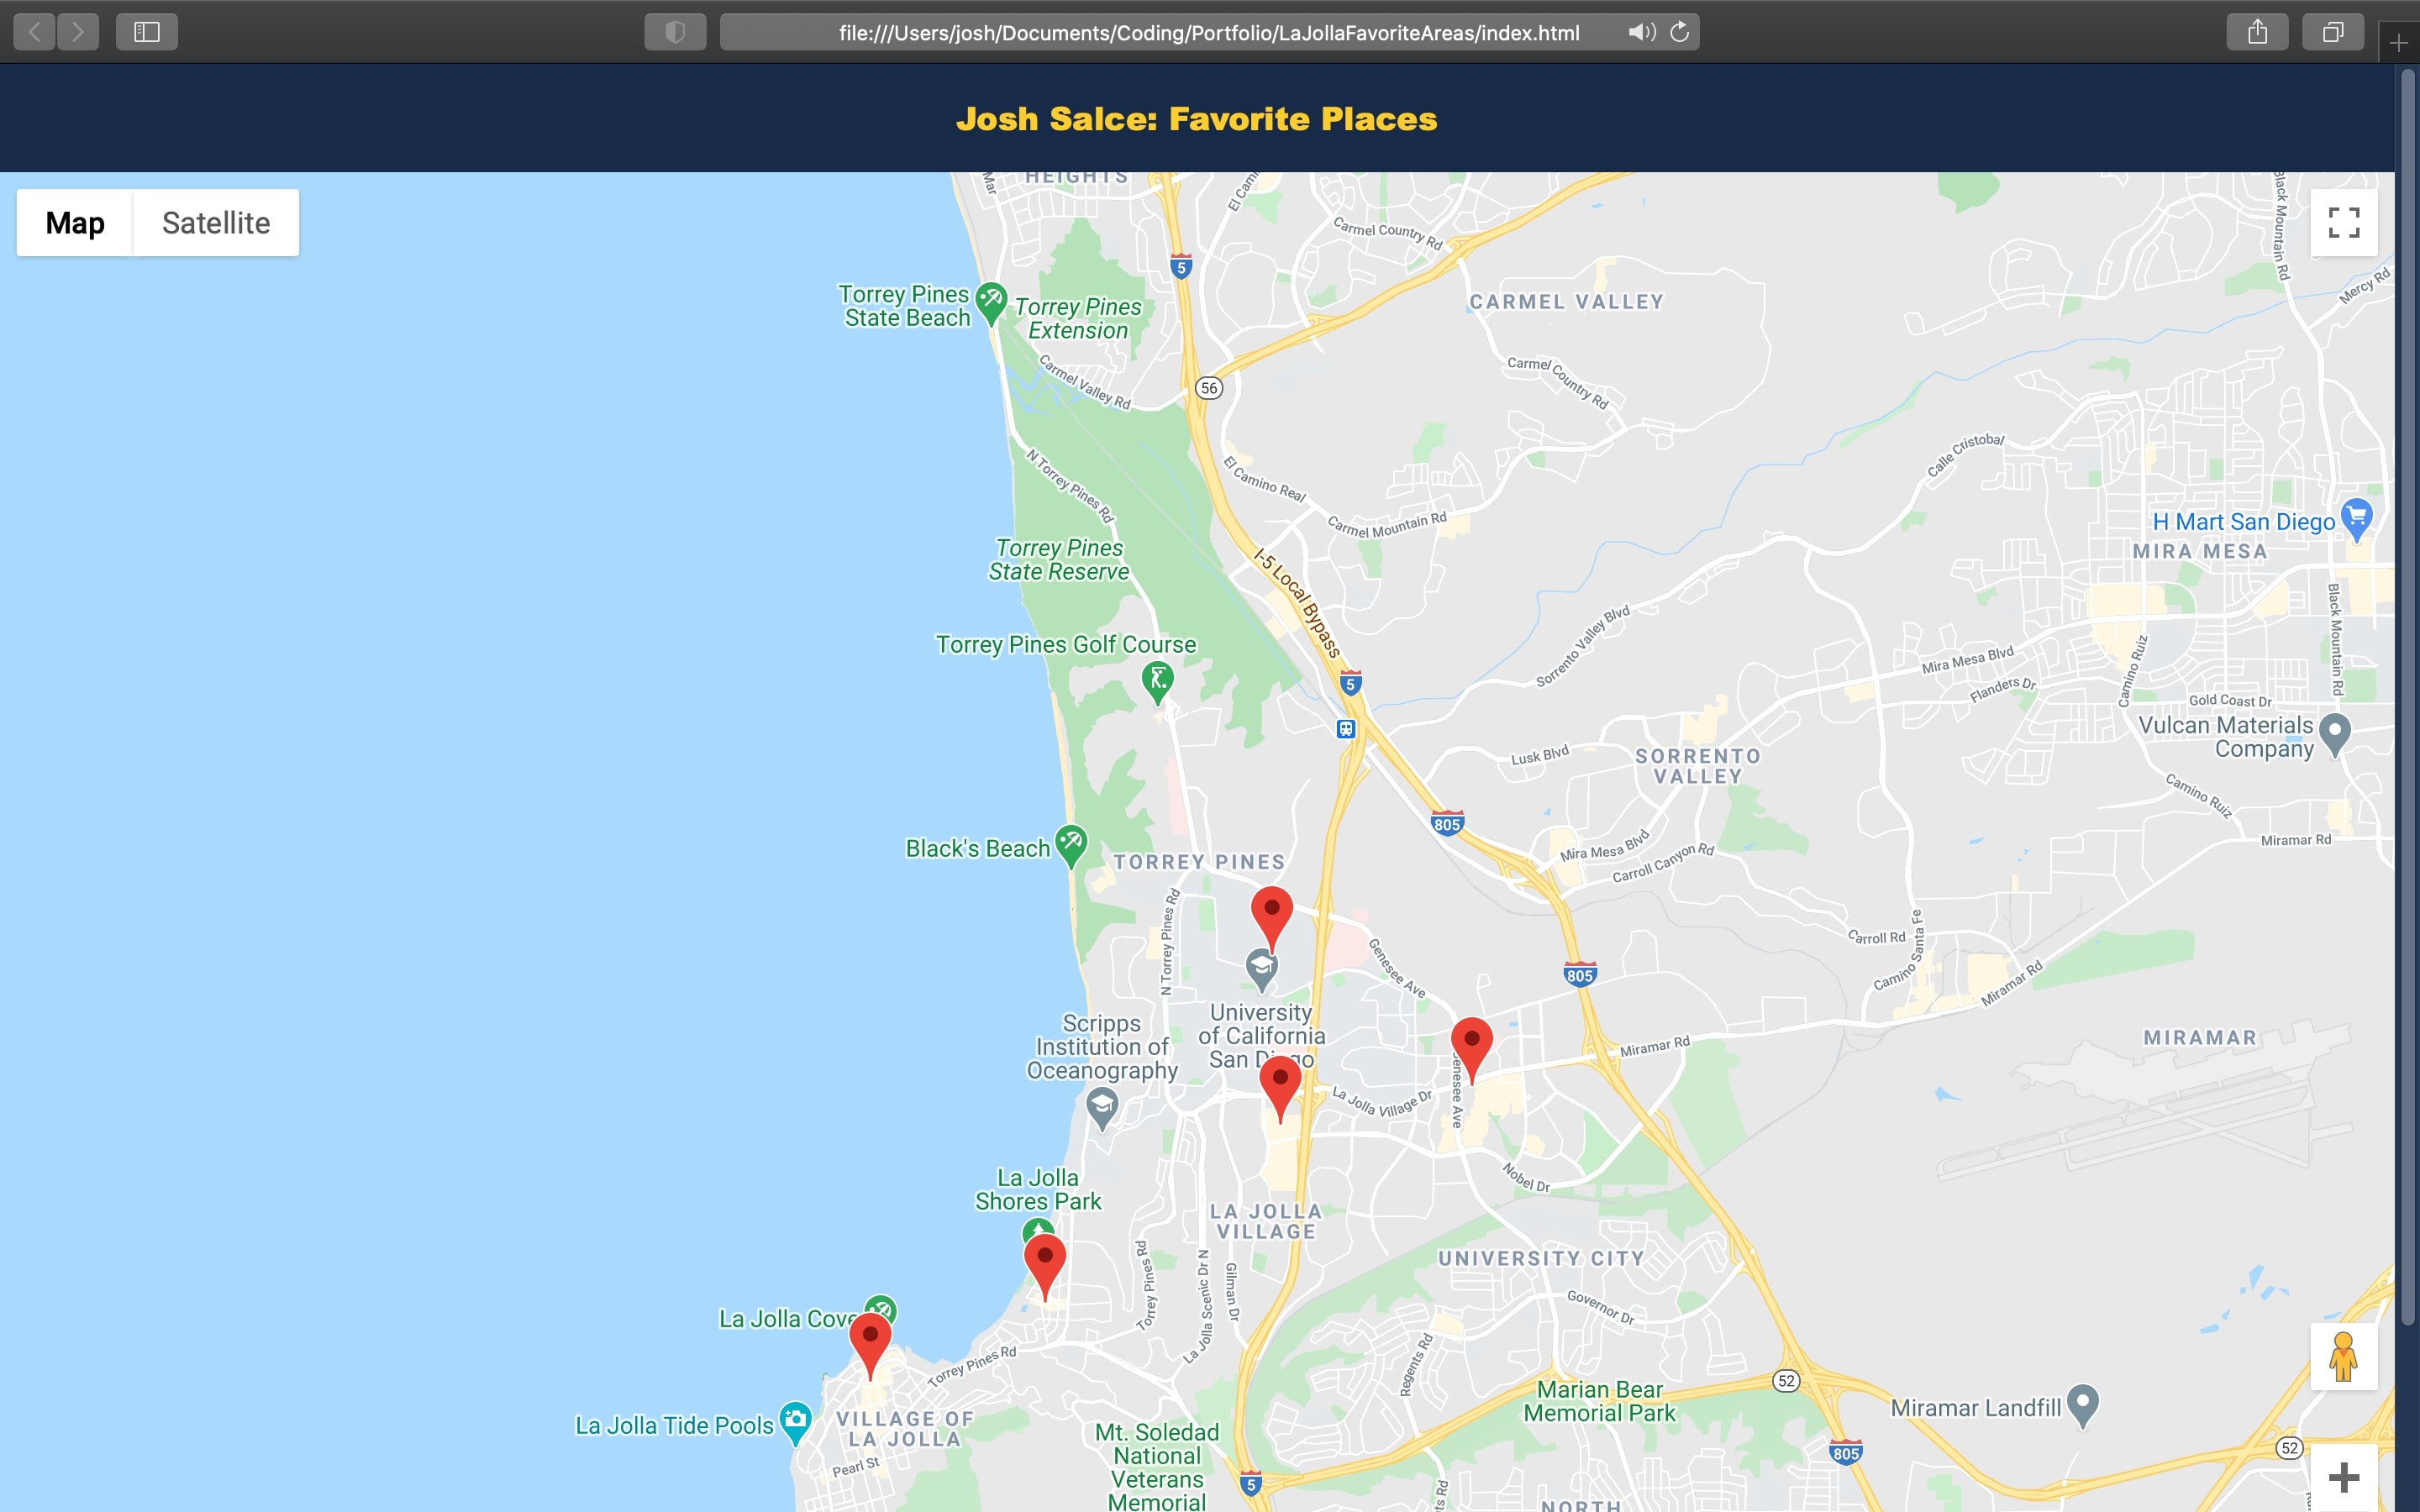 file:///Users/josh/Documents/Coding/Portfolio/LaJollaFavoriteAreas/index.html
Josh Salce: Favorite Places
Map
Satellite
HEIGHTS
Carmel Country Rd
Black Mountain Rd
Mercy Rd
5
Torrey Pines
State Beach
Torrey Pines
Extension
CARMEL VALLEY
Carmel Valley Rd
56
Carmel Country Rd
N Torrey Pines Rd
El Camino Real
Carmel Mountain Rd
Calle Cristobal
H Mart San Diego
MIRA MESA
Torrey Pines
State Reserve
I-5 Local Bypass
Sorrento Valley Blvd
Black Mountain Rd
Torrey Pines Golf Course
5
Mira Mesa Blvd
Flanders Dr
Camino Ruiz
Gold Coast Dr
Vulcan Materials
Company
Lusk Blvd
SORRENTO
VALLEY
Camino Ruiz
805
Mira Mesa Blvd
Carroll Canyon Rd
Miramar Rd
Black's Beach
TORREY PINES
N Torrey Pines Rd
Genesee Ave
805
Carroll Rd
Camino Santa Fe
Miramar Rd
Scripps
Institution of
Oceanography
University
of California
San Diego
Miramar Rd
MIRAMAR
La Jolla Village Dr
Genesee Ave
Nobel Dr
La Jolla
Shores Park
LA JOLLA
VILLAGE
UNIVERSITY CITY
Torrey Pines Rd
La Jolla Scenic Dr N
Gilman Dr
Governor Dr
La Jolla Cove
Torrey Pines Rd
Regents Rd
52
Marian Bear
Memorial Park
Miramar Landfill
La Jolla Tide Pools
VILLAGE OF
LA JOLLA
Pearl St
Mt. Soledad
National
Veterans
Memorial
5
805
52
NORTH